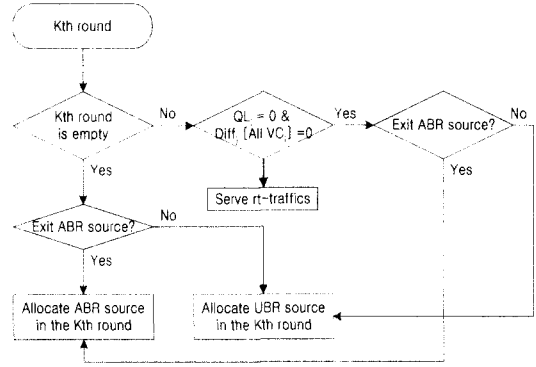 Kth round
Kth round
is empty
No
QL = 0 &
Diff [All VC] =0
Yes
Exit ABR source?
No
Yes
Serve rt-traffics
Yes
Exit ABR source?
No
Yes
Allocate ABR source
in the Kth round
Allocate UBR source
in the Kth round
Yes